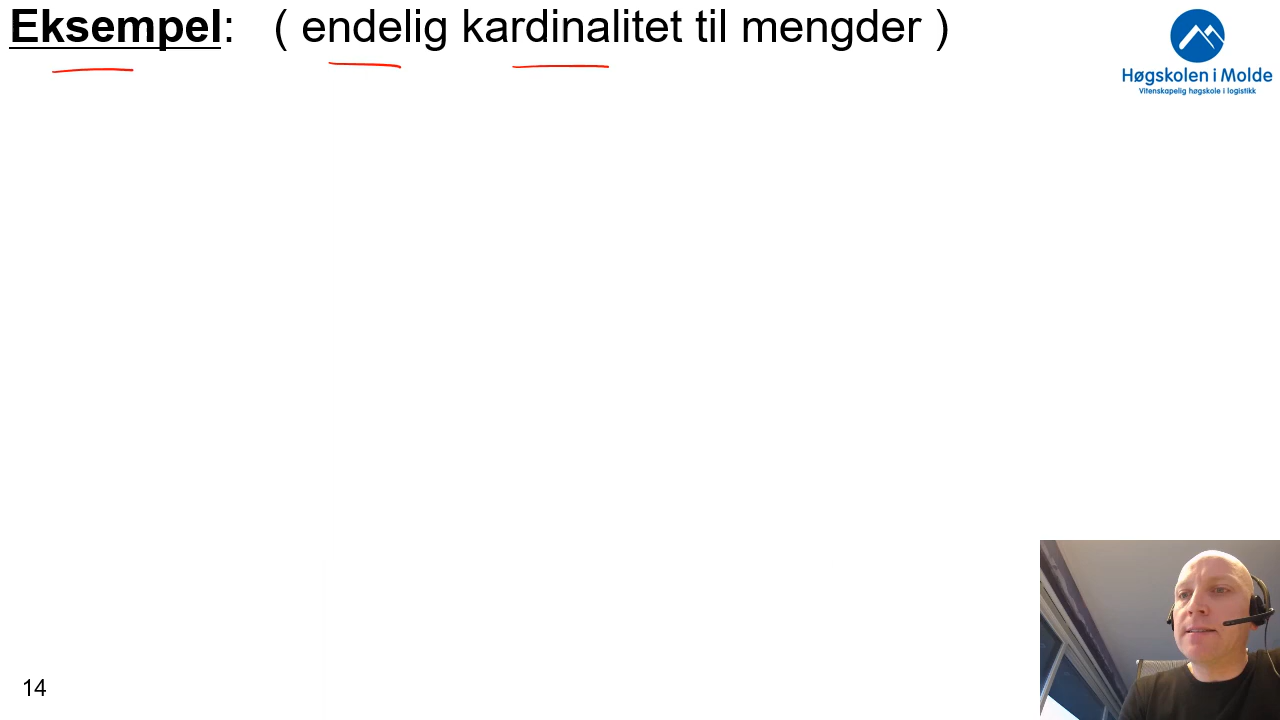 Eksempel: ( endelig kardinalitet til mengder )
Høgskolen i Molde
Vitenskapelig høgskole i logistikk
14